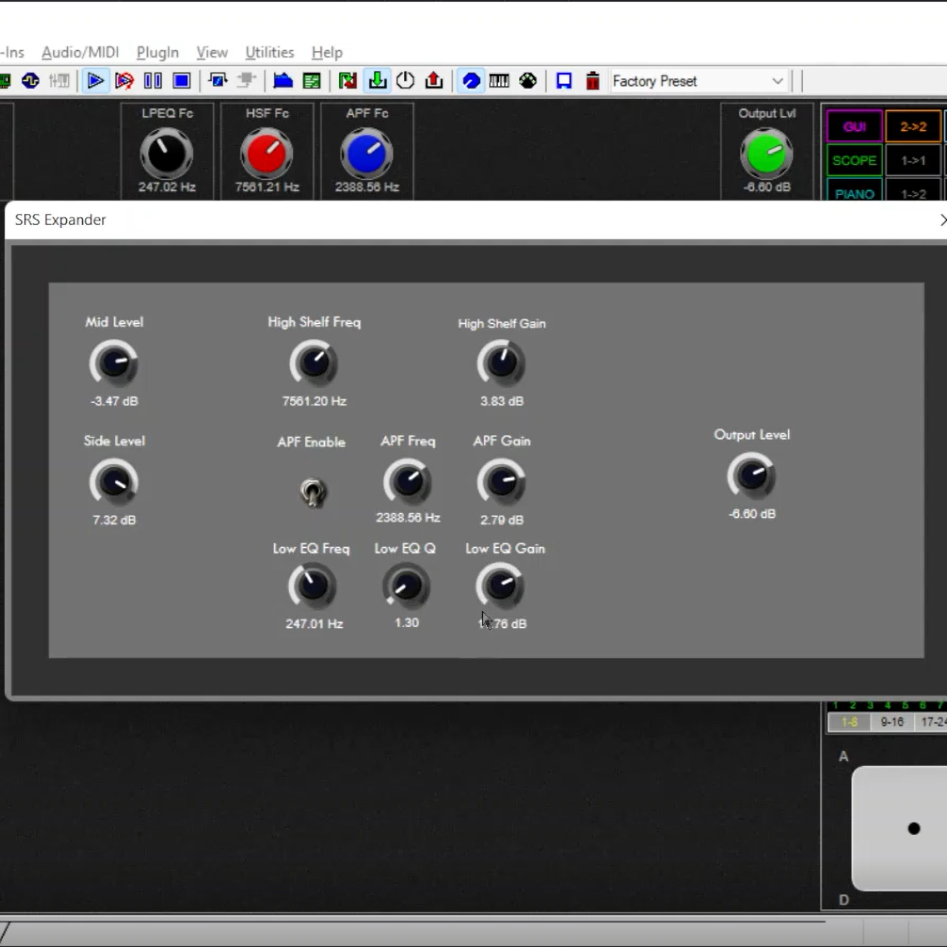 -Ins Audio/MIDI PlugIn View Utilities Help
Factory Preset
LPEQ Fc HSF Fc APF Fc Output Lvl
247.02 Hz 7561.21 Hz 2388.56 Hz -6.60 dB
GUI 2->2
SCOPE 1->1
PIANO 1->2
SRS Expander
Mid Level High Shelf Freq High Shelf Gain
-3.47 dB 7561.20 Hz 3.83 dB
Side Level APF Enable APF Freq APF Gain Output Level
7.32 dB 2388.56 Hz 2.79 dB -6.60 dB
Low EQ Freq Low EQ Q Low EQ Gain
247.01 Hz 1.30 dB
1 2 3 4 5 6 7
1-8 9-16 17-24
A
D